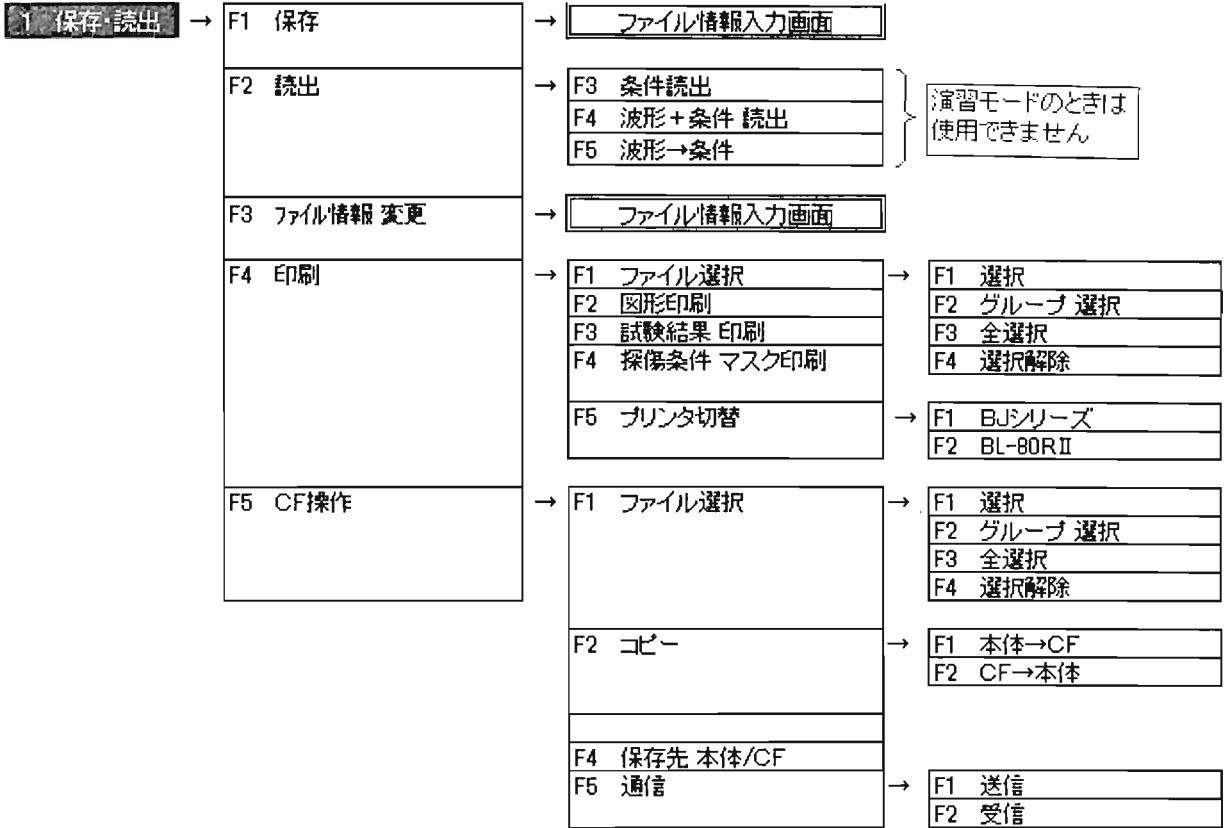 1 保存・読出 → F1 保存 → ファイル情報入力画面
F2 読出 → F3 条件読出
F4 波形+条件 読出
F5 波形→条件
演習モードのときは
使用できません
F3 ファイル情報 変更 → ファイル情報入力画面
F4 印刷 → F1 ファイル選択 → F1 選択
F2 図形印刷 F2 グループ 選択
F3 試験結果 印刷 F3 全選択
F4 探傷条件 マスク印刷 F4 選択解除
F5 プリンタ切替 → F1 BJシリーズ
F2 BL-80RⅡ
F5 CF操作 → F1 ファイル選択 → F1 選択
F2 グループ 選択
F3 全選択
F4 選択解除
F2 コピー → F1 本体→CF
F2 CF→本体
F4 保存先 本体/CF
F5 通信 → F1 送信
F2 受信